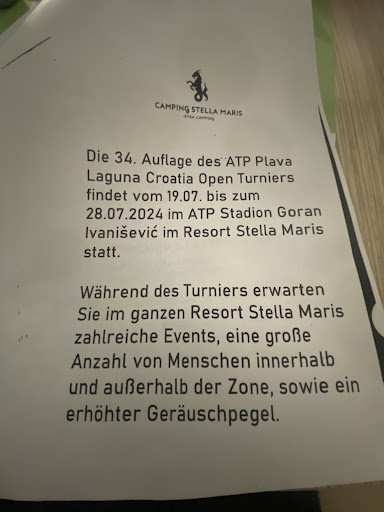 CAMPING STELLA MARIS
ISTRA CAMPING
Die 34. Auflage des ATP Plava
Laguna Croatia Open Turniers
findet vom 19.07. bis zum
28.07.2024 im ATP Stadion Goran
Ivanišević im Resort Stella Maris
statt.
Während des Turniers erwarten
Sie im ganzen Resort Stella Maris
zahlreiche Events, eine große
Anzahl von Menschen innerhalb
und außerhalb der Zone, sowie ein
erhöhter Geräuschpegel.